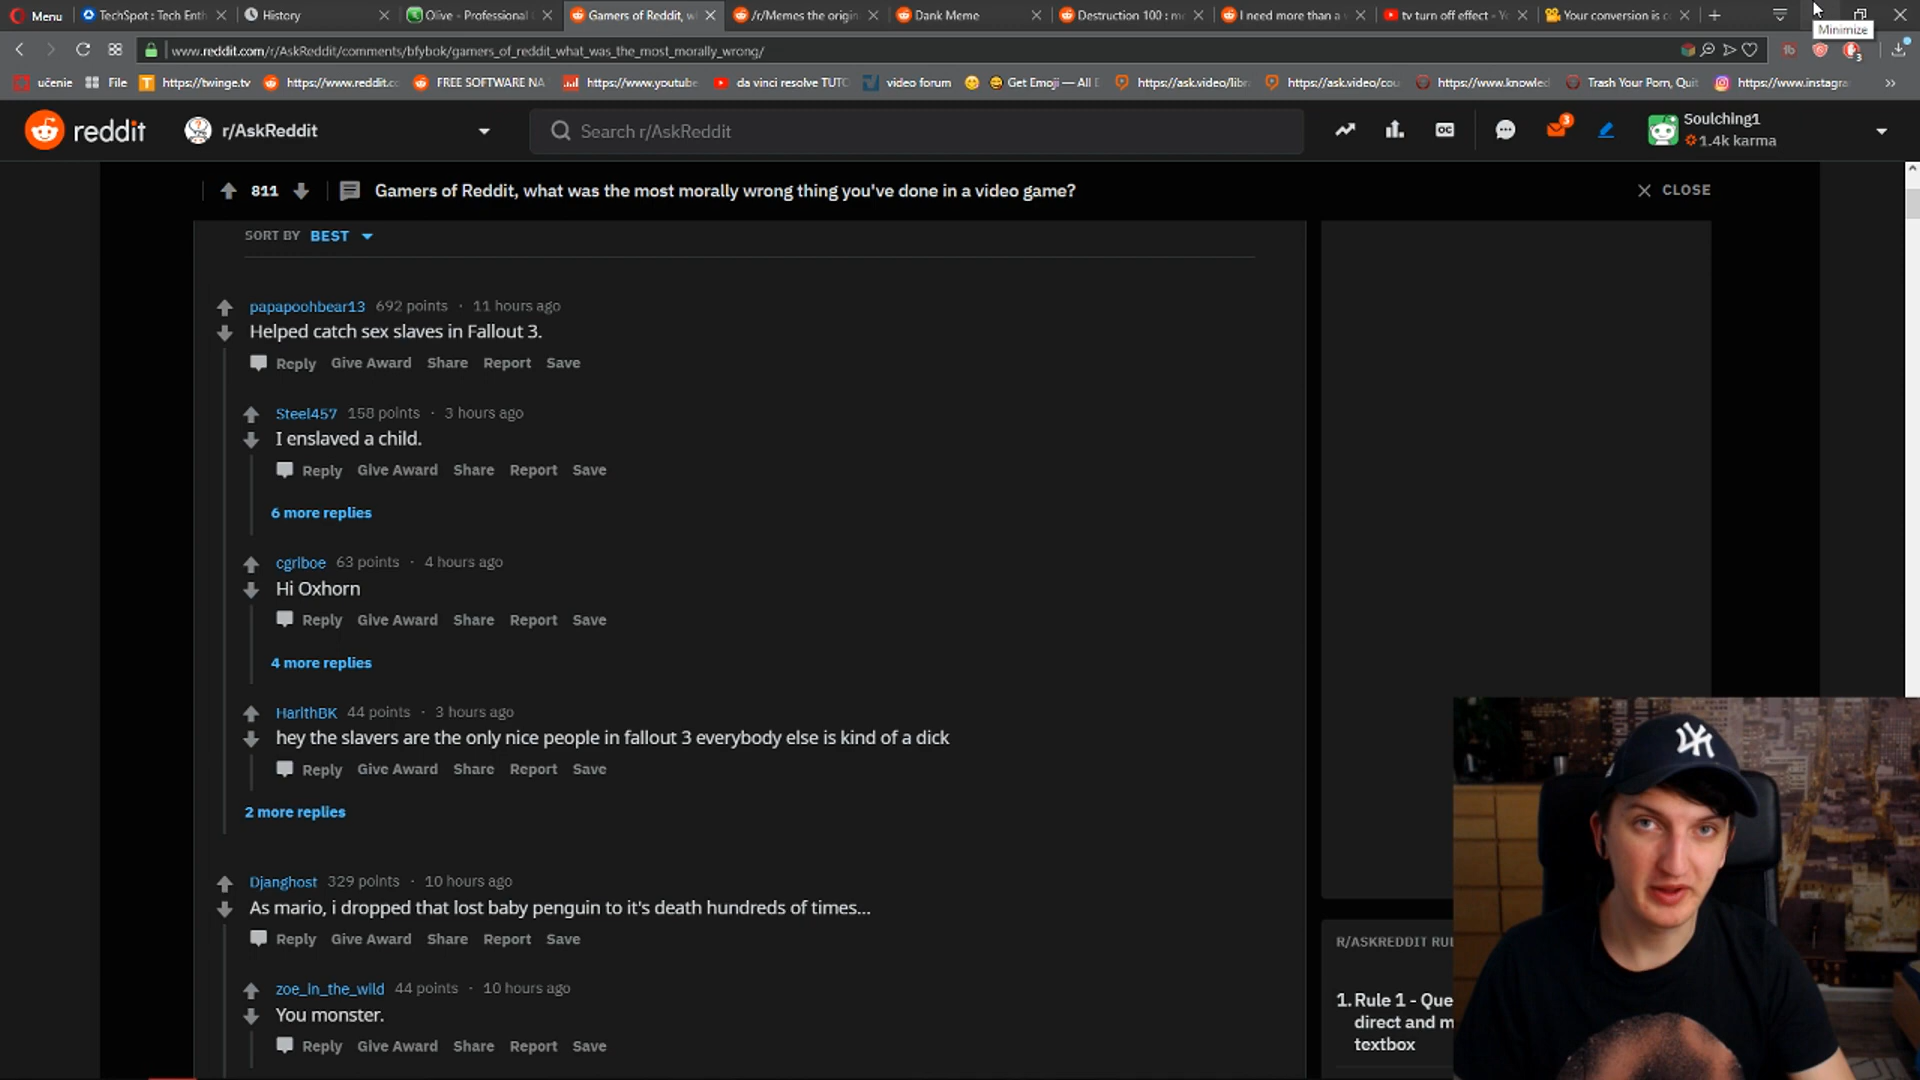 Menu
TechSpot : Tech Enth
History
Olive - Professional
Gamers of Reddit, w
/r/Memes the origin
Dank Meme
Destruction 100 : me
I need more than a
tv turn off effect - Yo
Your conversion is c
Minimize
www.reddit.com/r/AskReddit/comments/bfybok/gamers_of_reddit_what_was_the_most_morally_wrong/
učenie
File
https://twinge.tv
https://www.reddit.cc
FREE SOFTWARE NA
https://www.youtube
da vinci resolve TUTO
video forum
Get Emoji — All E
https://ask.video/libr
https://ask.video/cou
https://www.knowled
Trash Your Porn, Quit
https://www.instagra
reddit
r/AskReddit
Search r/AskReddit
OC
3
Soulching1
1.4k karma
811
Gamers of Reddit, what was the most morally wrong thing you've done in a video game?
CLOSE
SORT BY BEST
papapoohbear13 692 points · 11 hours ago
Helped catch sex slaves in Fallout 3.
Reply Give Award Share Report Save
Steel457 158 points · 3 hours ago
I enslaved a child.
Reply Give Award Share Report Save
6 more replies
cgrlboe 63 points · 4 hours ago
Hi Oxhorn
Reply Give Award Share Report Save
4 more replies
HarithBK 44 points · 3 hours ago
hey the slavers are the only nice people in fallout 3 everybody else is kind of a dick
Reply Give Award Share Report Save
2 more replies
Djanghost 329 points · 10 hours ago
As mario, i dropped that lost baby penguin to it's death hundreds of times...
Reply Give Award Share Report Save
zoe_in_the_wild 44 points · 10 hours ago
You monster.
Reply Give Award Share Report Save
R/ASKREDDIT RUL
1. Rule 1 - Que
direct and m
textbox
NY